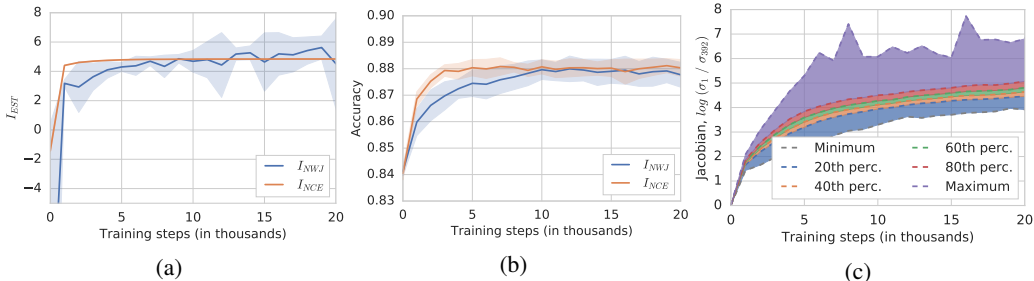 6
4
2
0
−2
−4
I_EST
0
5
10
15
20
Training steps (in thousands)
I_NWJ
I_NCE
(a)
0.90
0.89
0.88
0.87
0.86
0.85
0.84
0.83
Accuracy
0
5
10
15
20
Training steps (in thousands)
I_NWJ
I_NCE
(b)
8
7
6
5
4
3
2
1
0
Jacobian, log (σ₁ / σ₃₉₂)
0
5
10
15
20
Training steps (in thousands)
Minimum
20th perc.
40th perc.
60th perc.
80th perc.
Maximum
(c)